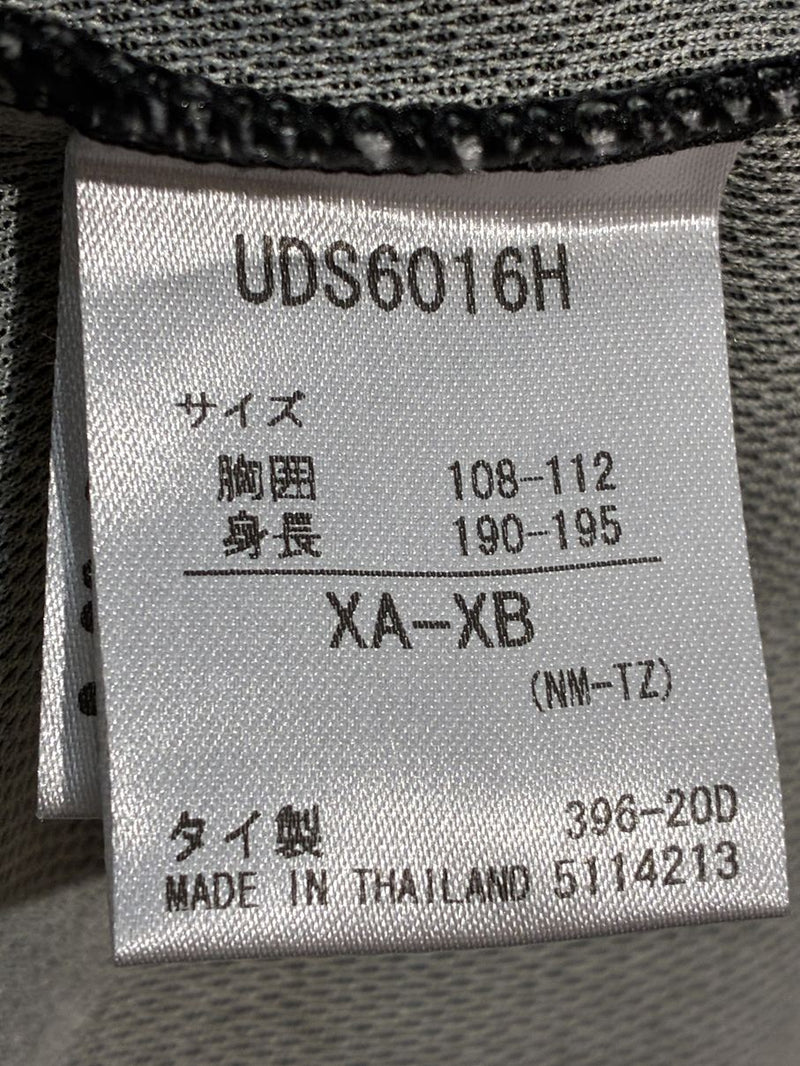 UDS6016H
サイズ
胸囲 108-112
身長 190-195
XA-XB
(NM-TZ)
タイ製 396-20D
MADE IN THAILAND 5114213